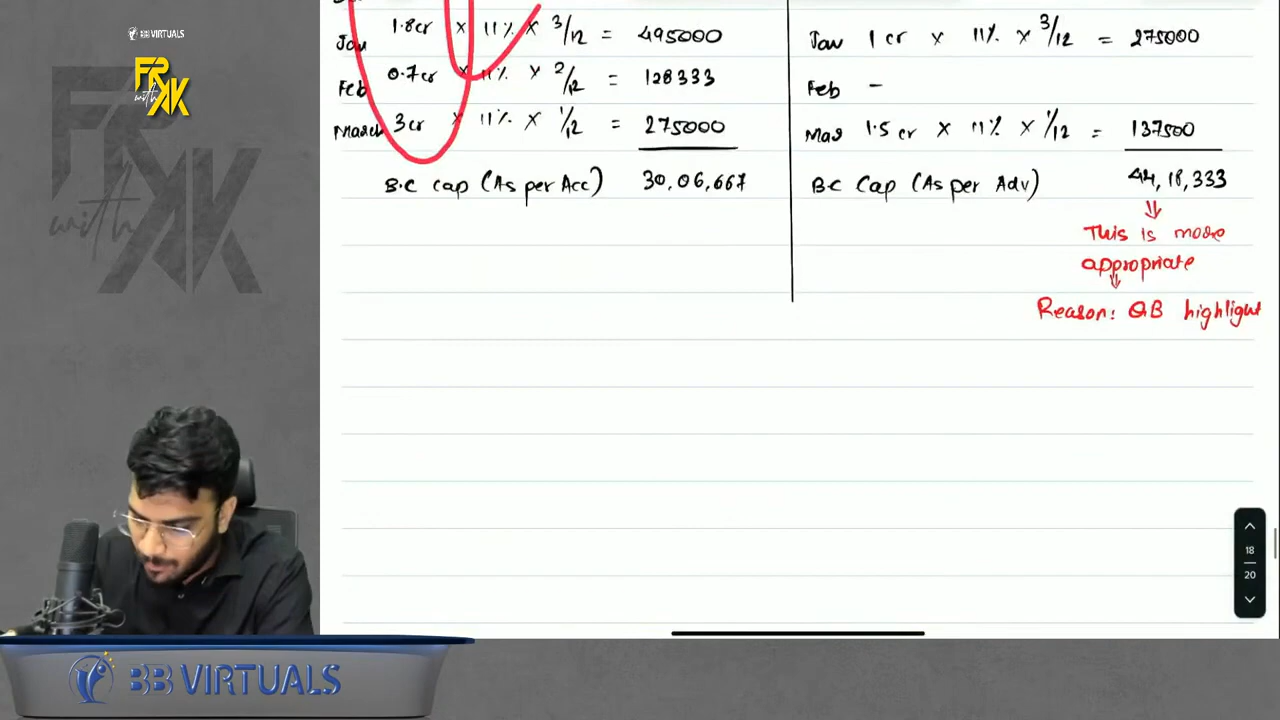 BB VIRTUALS
FR
with
AK
FR
with
AK
Jan 1.8cr x 11% x 3/12 = 495000
Feb 0.7cr x 11% x 2/12 = 128333
March 3cr x 11% x 1/12 = 275000
B.C cap (As per Acc) 30,06,667
Jan 1 cr x 11% x 3/12 = 275000
Feb -
Mar 1.5 cr x 11% x 1/12 = 137500
B.C Cap (As per Adv) 44,18,333
This is more
appropriate
Reason: QB highlight
18
20
BB VIRTUALS